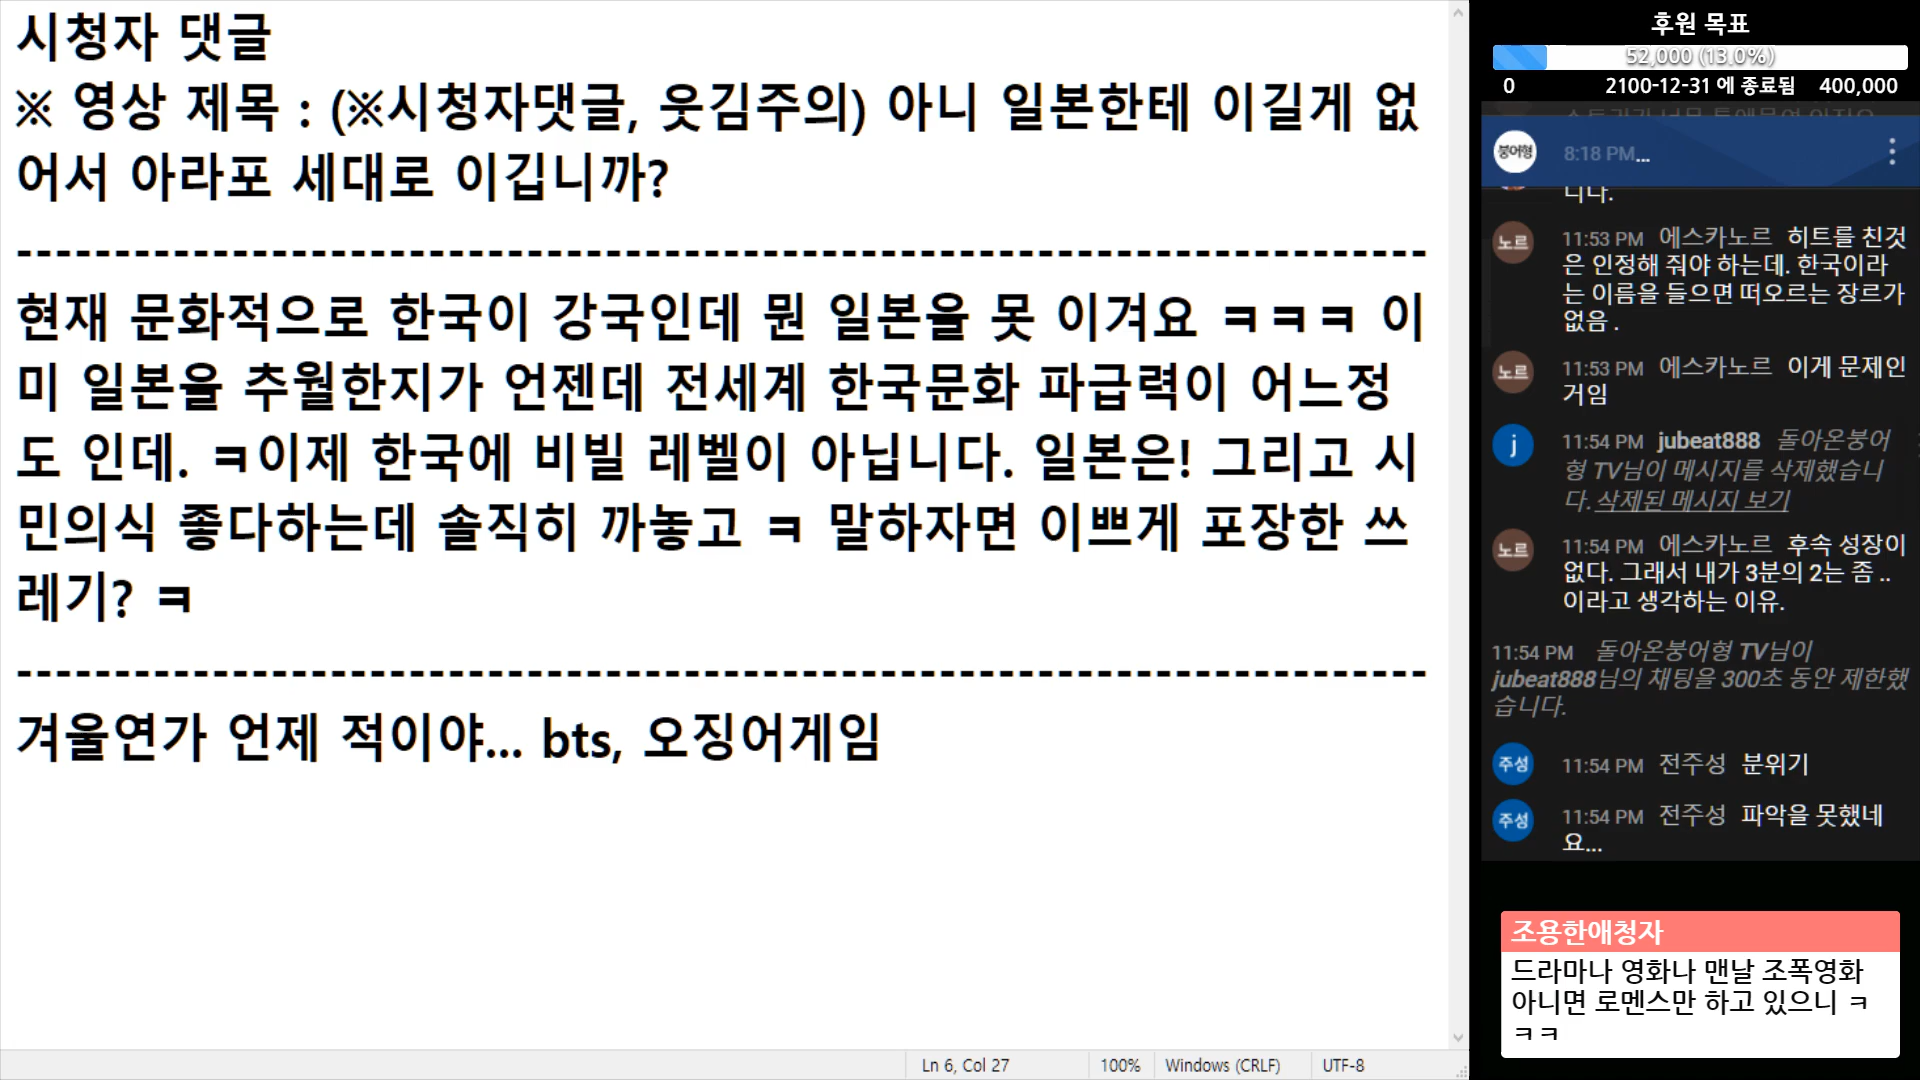 시청자 댓글
※ 영상 제목 : (※시청자댓글, 웃김주의) 아니 일본한테 이길게 없
어서 아라포 세대로 이깁니까?
--------------------------------------------------------------------------------
현재 문화적으로 한국이 강국인데 뭔 일본을 못 이겨요 ㅋㅋㅋ 이
미 일본을 추월한지가 언젠데 전세계 한국문화 파급력이 어느정
도 인데. ㅋ이제 한국에 비빌 레벨이 아닙니다. 일본은! 그리고 시
민의식 좋다하는데 솔직히 까놓고 ㅋ 말하자면 이쁘게 포장한 쓰
레기? ㅋ
--------------------------------------------------------------------------------
겨울연가 언제 적이야... bts, 오징어게임
Ln 6, Col 27
100%
Windows (CRLF)
UTF-8
후원 목표
52,000 (13.0%)
0 2100-12-31 에 종료됨 400,000
붕어형 8:18 PM...
니다.
노르 11:53 PM 에스카노르 히트를 친것
은 인정해 줘야 하는데. 한국이라
는 이름을 들으면 떠오르는 장르가
없음 .
노르 11:53 PM 에스카노르 이게 문제인
거임
j 11:54 PM jubeat888 돌아온붕어
형 TV님이 메시지를 삭제했습니
다. 삭제된 메시지 보기
노르 11:54 PM 에스카노르 후속 성장이
없다. 그래서 내가 3분의 2는 좀 ..
이라고 생각하는 이유.
11:54 PM 돌아온붕어형 TV님이
jubeat888님의 채팅을 300초 동안 제한했
습니다.
주성 11:54 PM 전주성 분위기
주성 11:54 PM 전주성 파악을 못했네
요...
조용한애청자
드라마나 영화나 맨날 조폭영화
아니면 로멘스만 하고 있으니 ㅋ
ㅋㅋ